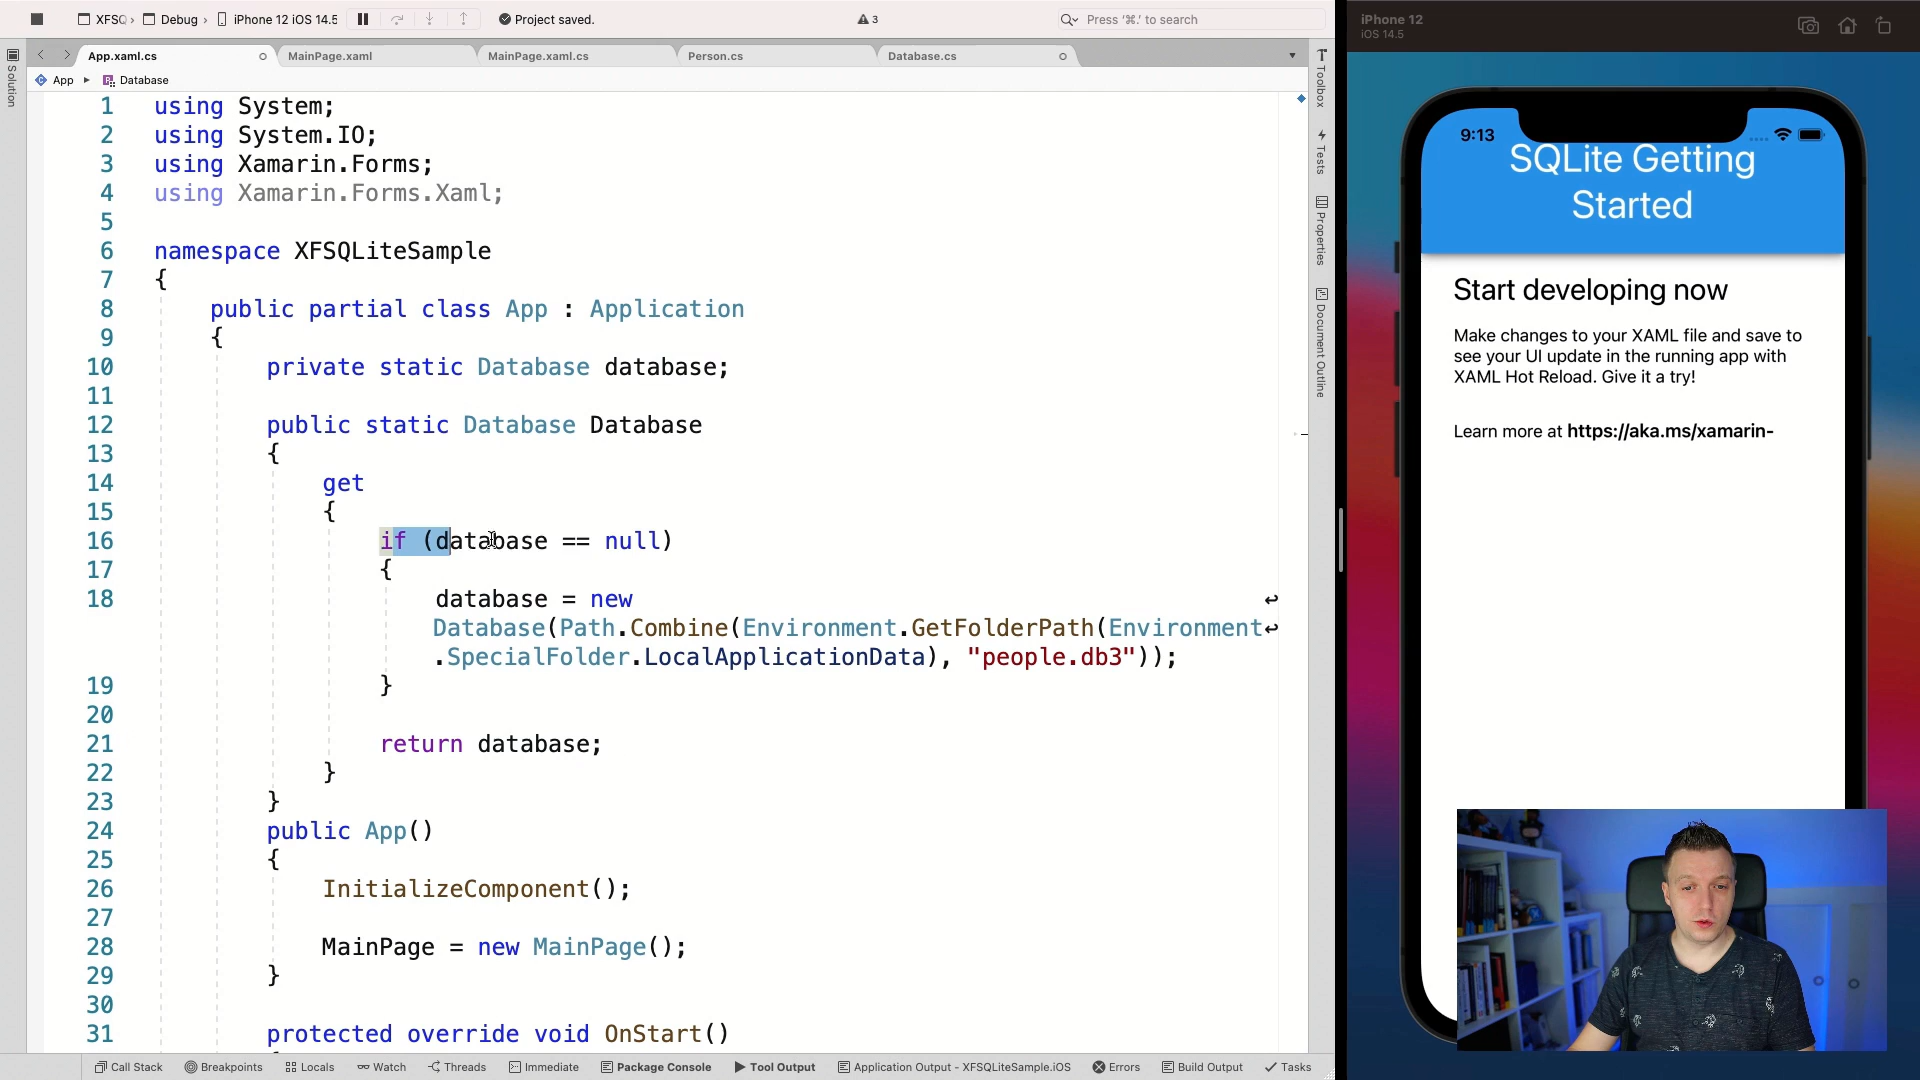 XFSQ › Debug › iPhone 12 iOS 14.5
Project saved.
3
Press ‘⌘.’ to search
App.xaml.cs
MainPage.xaml
MainPage.xaml.cs
Person.cs
Database.cs
App ▸ Database
Solution
1 using System;
2 using System.IO;
3 using Xamarin.Forms;
4 using Xamarin.Forms.Xaml;
5
6 namespace XFSQLiteSample
7 {
8 public partial class App : Application
9 {
10 private static Database database;
11
12 public static Database Database
13 {
14 get
15 {
16 if (database == null)
17 {
18 database = new
Database(Path.Combine(Environment.GetFolderPath(Environment
.SpecialFolder.LocalApplicationData), "people.db3"));
19 }
20
21 return database;
22 }
23 }
24 public App()
25 {
26 InitializeComponent();
27
28 MainPage = new MainPage();
29 }
30
31 protected override void OnStart()
Toolbox
Tests
Properties
Document Outline
Call Stack
Breakpoints
Locals
Watch
Threads
Immediate
Package Console
Tool Output
Application Output - XFSQLiteSample.iOS
Errors
Build Output
Tasks
iPhone 12
iOS 14.5
9:13
SQLite Getting
Started
Start developing now
Make changes to your XAML file and save to
see your UI update in the running app with
XAML Hot Reload. Give it a try!
Learn more at https://aka.ms/xamarin-